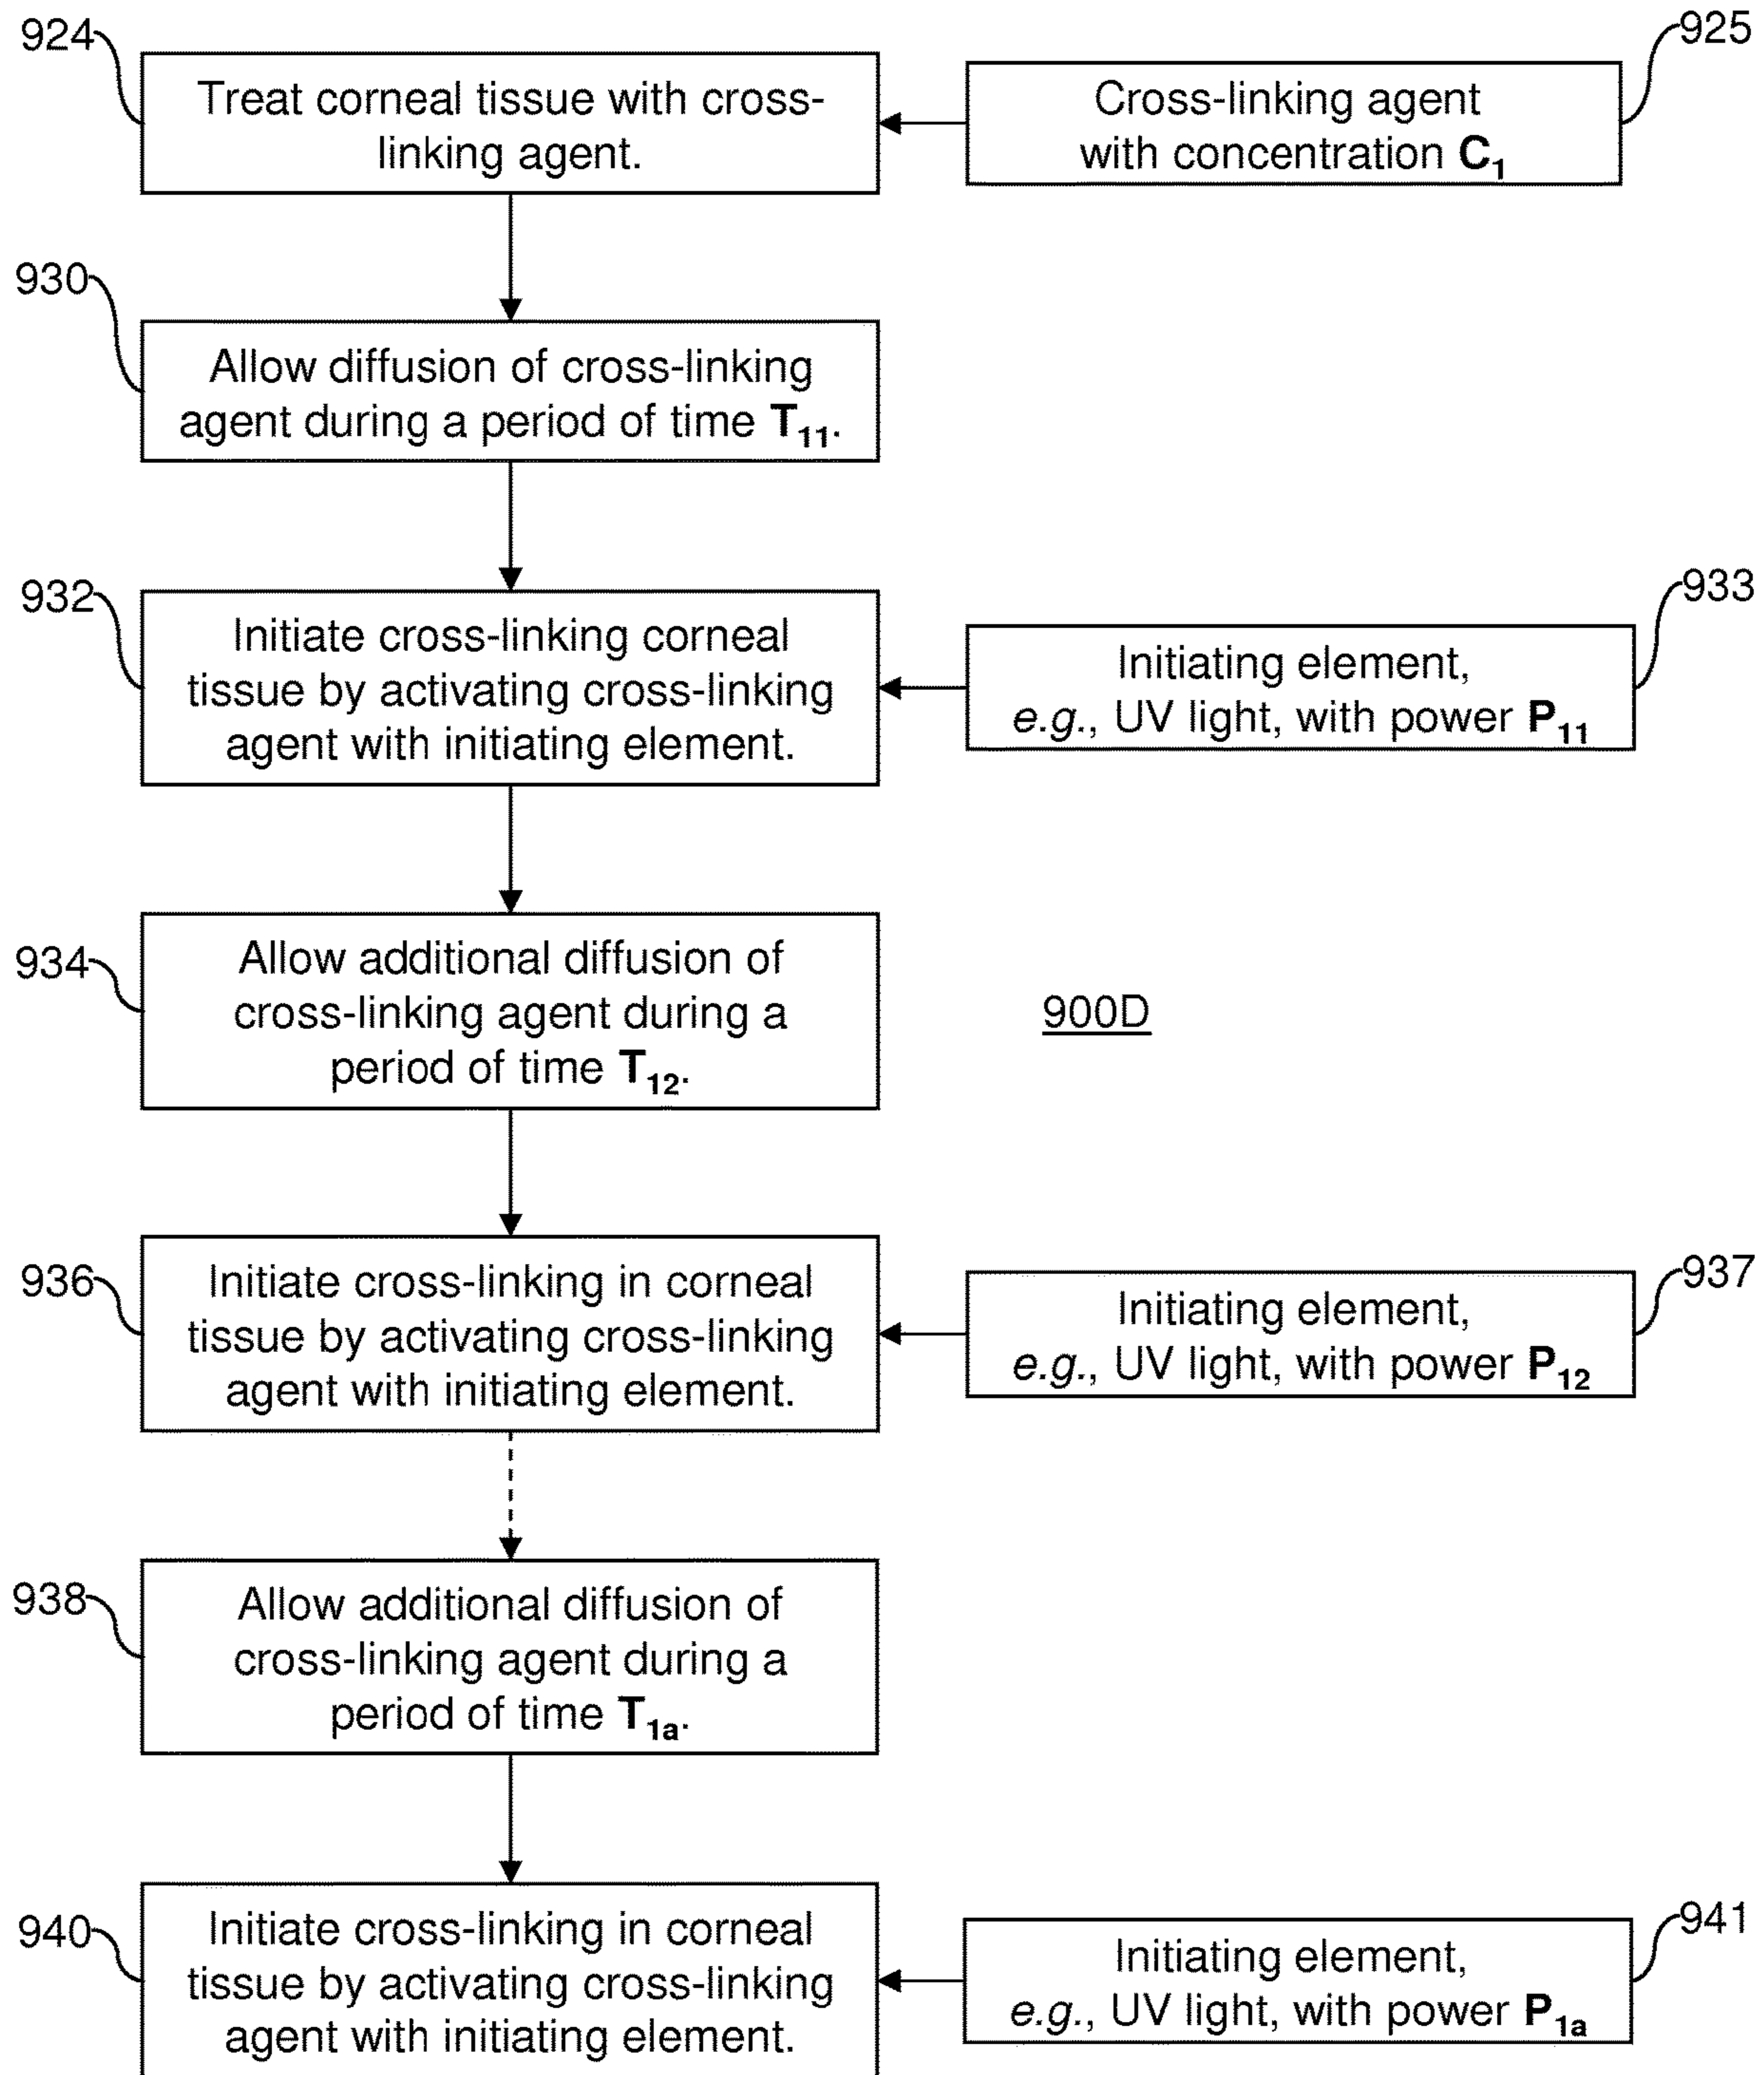 924
Treat corneal tissue with cross-
linking agent.
Cross-linking agent
with concentration C1
925
930
Allow diffusion of cross-linking
agent during a period of time T11.
932
Initiate cross-linking corneal
tissue by activating cross-linking
agent with initiating element.
Initiating element,
e.g., UV light, with power P11
933
934
Allow additional diffusion of
cross-linking agent during a
period of time T12.
900D
936
Initiate cross-linking in corneal
tissue by activating cross-linking
agent with initiating element.
Initiating element,
e.g., UV light, with power P12
937
938
Allow additional diffusion of
cross-linking agent during a
period of time T1a.
940
Initiate cross-linking in corneal
tissue by activating cross-linking
agent with initiating element.
Initiating element,
e.g., UV light, with power P1a
941